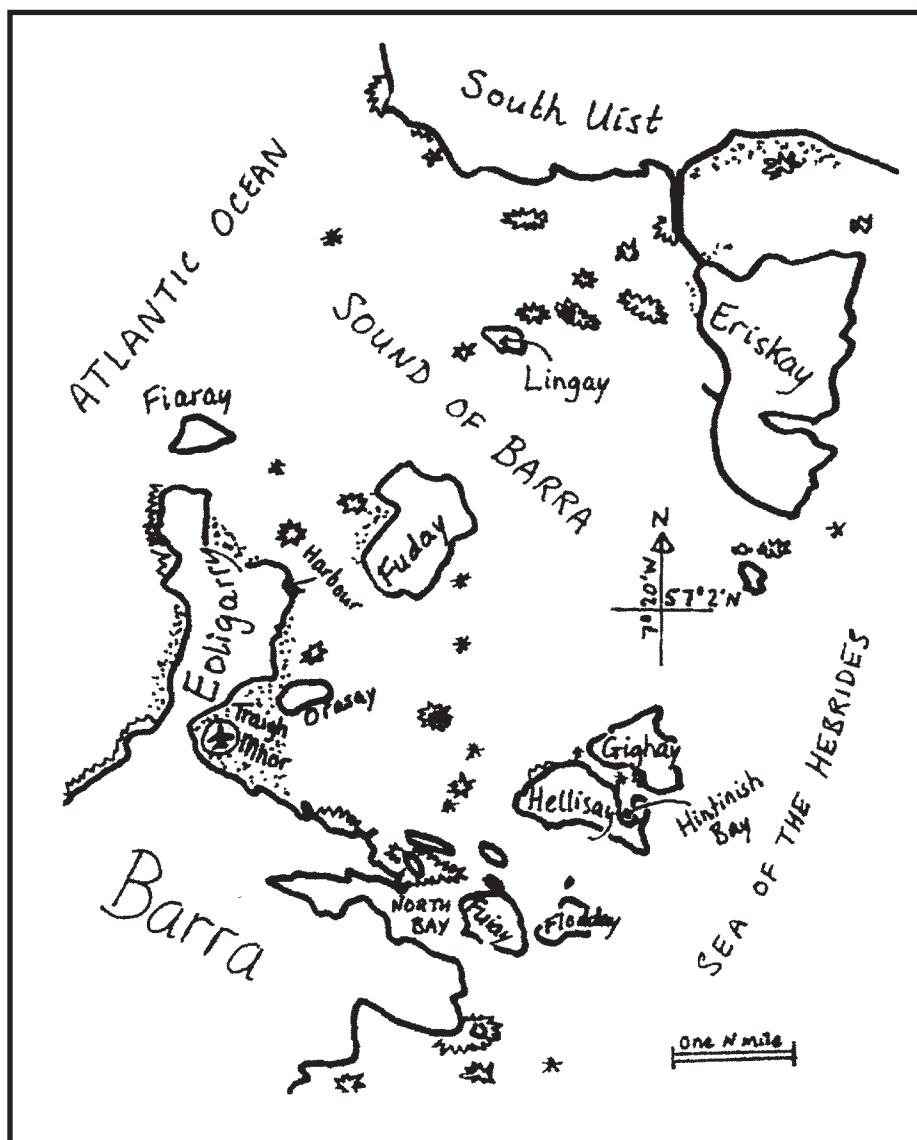 South Uist
ATLANTIC OCEAN
SOUND OF BARRA
Eriskay
Lingay
Fiaray
Fuday
Harbour
Eoligarry
N
7°20'W
57°2'N
Orasay
Traigh
Mhor
Gighay
Hellisay
Hintinish
Bay
SEA OF THE HEBRIDES
Barra
NORTH
BAY
Fuiay
Flodday
One N mile